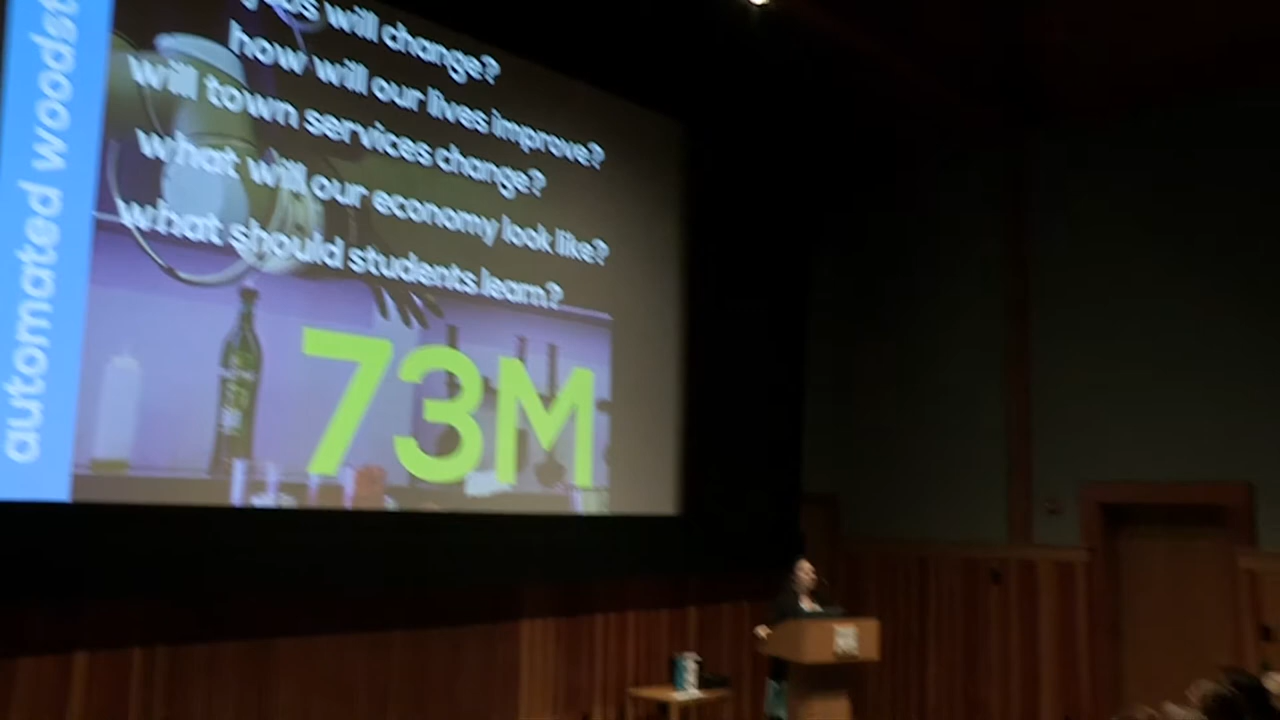 will change?
how will our lives improve?
will town services change?
what will our economy look like?
what should students learn?
73M
automated